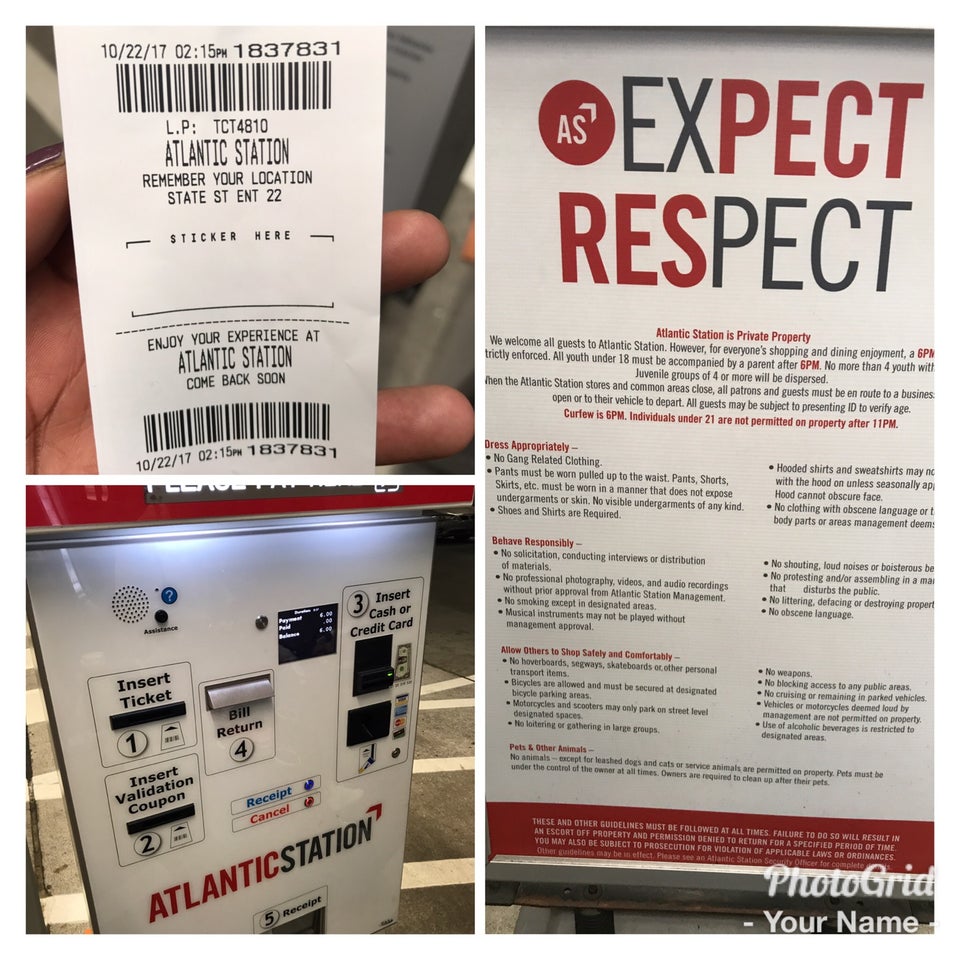 10/22/17 02:15PM 1837831
L.P: TCT4810
ATLANTIC STATION
REMEMBER YOUR LOCATION
STATE ST ENT 22
STICKER HERE
ENJOY YOUR EXPERIENCE AT
ATLANTIC STATION
COME BACK SOON
10/22/17 02:15PM 1837831
PLEASE PAY HERE
?
Assistance
Payment 6.00
Paid .00
Balance 6.00
3 Insert
Cash or
Credit Card
Insert
Ticket
1
Bill
Return
4
Insert
Validation
Coupon
2
Receipt
Cancel
ATLANTICSTATION
5 Receipt
AS
EXPECT
RESPECT
Atlantic Station is Private Property
We welcome all guests to Atlantic Station. However, for everyone's shopping and dining enjoyment, a 6PM
trictly enforced. All youth under 18 must be accompanied by a parent after 6PM. No more than 4 youth with
Juvenile groups of 4 or more will be dispersed.
hen the Atlantic Station stores and common areas close, all patrons and guests must be en route to a busines
open or to their vehicle to depart. All guests may be subject to presenting ID to verify age.
Curfew is 6PM. Individuals under 21 are not permitted on property after 11PM.
Dress Appropriately –
• No Gang Related Clothing.
• Pants must be worn pulled up to the waist. Pants, Shorts,
Skirts, etc. must be worn in a manner that does not expose
undergarments or skin. No visible undergarments of any kind.
• Shoes and Shirts are Required.
• Hooded shirts and sweatshirts may no
with the hood on unless seasonally ap
Hood cannot obscure face.
• No clothing with obscene language or t
body parts or areas management deem
Behave Responsibly –
• No solicitation, conducting interviews or distribution
of materials.
• No professional photography, videos, and audio recordings
without prior approval from Atlantic Station Management.
• No smoking except in designated areas.
• Musical instruments may not be played without
management approval.
• No shouting, loud noises or boisterous be
• No protesting and/or assembling in a ma
that disturbs the public.
• No littering, defacing or destroying propert
• No obscene language.
Allow Others to Shop Safely and Comfortably –
• No hoverboards, segways, skateboards or other personal
transport items.
• Bicycles are allowed and must be secured at designated
bicycle parking areas.
• Motorcycles and scooters may only park on street level
designated spaces.
• No loitering or gathering in large groups.
• No weapons.
• No blocking access to any public areas.
• No cruising or remaining in parked vehicles.
• Vehicles or motorcycles deemed loud by
management are not permitted on property.
• Use of alcoholic beverages is restricted to
designated areas.
Pets & Other Animals –
No animals – except for leashed dogs and cats or service animals are permitted on property. Pets must be
under the control of the owner at all times. Owners are required to clean up after their pets.
THESE AND OTHER GUIDELINES MUST BE FOLLOWED AT ALL TIMES. FAILURE TO DO SO WILL RESULT IN
AN ESCORT OFF PROPERTY AND PERMISSION DENIED TO RETURN FOR A SPECIFIED PERIOD OF TIME.
YOU MAY ALSO BE SUBJECT TO PROSECUTION FOR VIOLATION OF APPLICABLE LAWS OR ORDINANCES.
Other guidelines may be in effect. Please see an Atlantic Station Security Officer for complete
PhotoGrid
- Your Name -